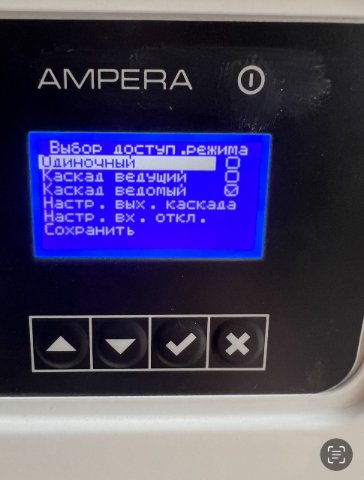 AMPERA
Выбор доступ.режима
Одиночный
Каскад ведущий
Каскад ведомый
Настр. вых. каскада
Настр. вх. откл.
Сохранить